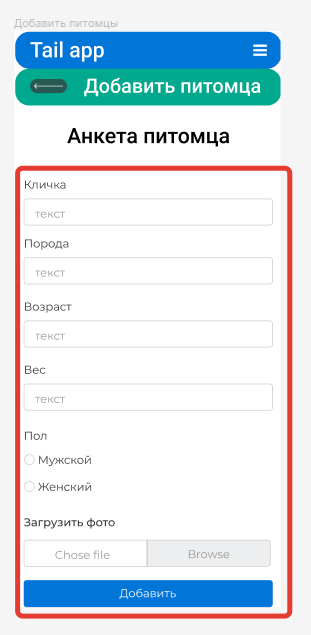 Добавить питомцы
Tail app
Добавить питомца
Анкета питомца
Кличка
текст
Порода
текст
Возраст
текст
Вес
текст
Пол
Мужской
Женский
Загрузить фото
Chose file Browse
Добавить